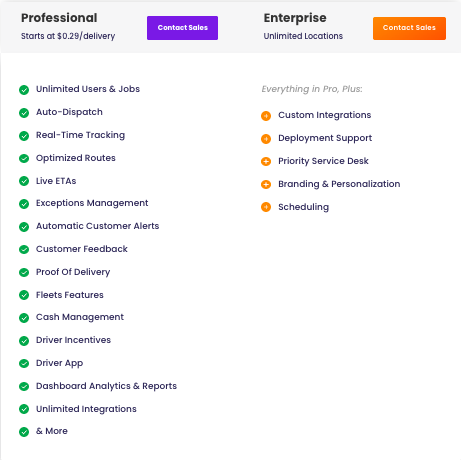 Professional
Starts at $0.29/delivery
Contact Sales
Enterprise
Unlimited Locations
Contact Sales
Unlimited Users & Jobs
Auto-Dispatch
Real-Time Tracking
Optimized Routes
Live ETAs
Exceptions Management
Automatic Customer Alerts
Customer Feedback
Proof Of Delivery
Fleets Features
Cash Management
Driver Incentives
Driver App
Dashboard Analytics & Reports
Unlimited Integrations
& More
Everything in Pro, Plus:
Custom Integrations
Deployment Support
Priority Service Desk
Branding & Personalization
Scheduling